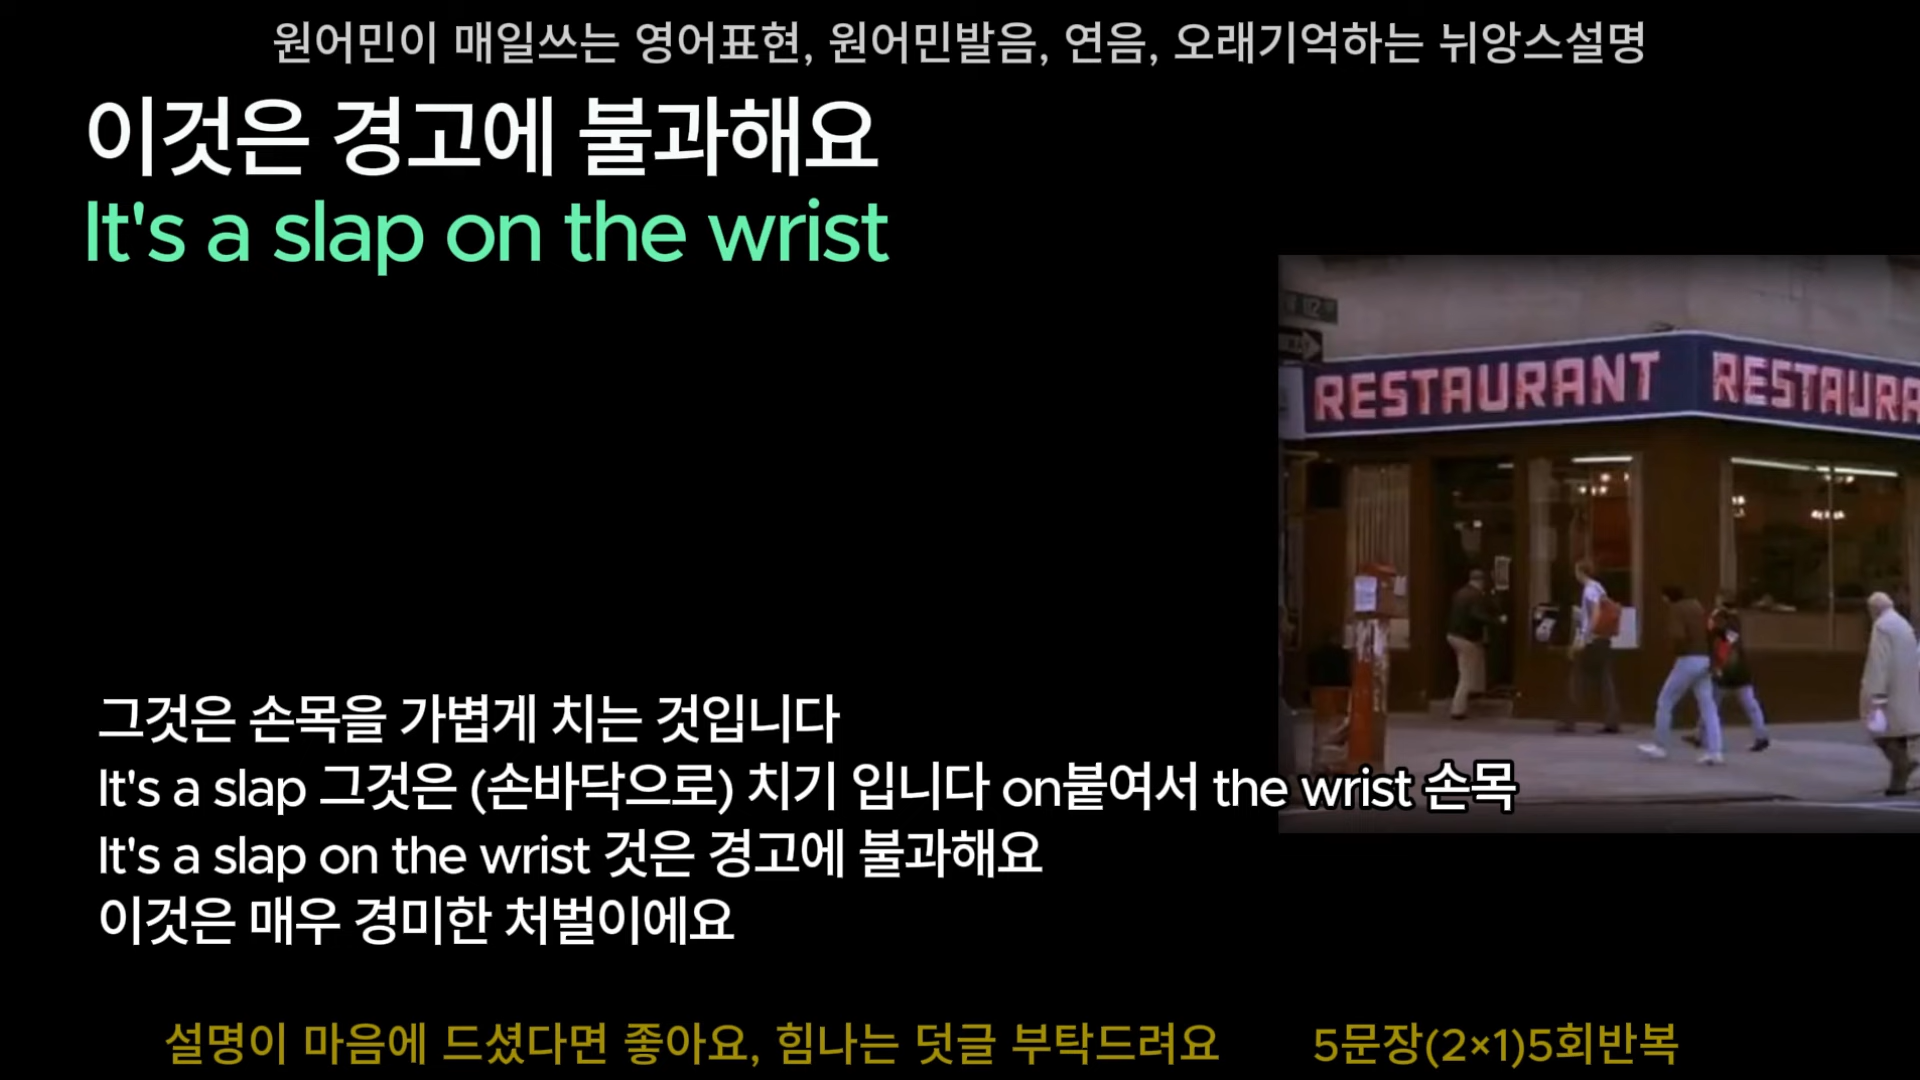 원어민이 매일쓰는 영어표현, 원어민발음, 연음, 오래기억하는 뉘앙스설명
이것은 경고에 불과해요
It's a slap on the wrist
112
WAY
RESTAURANT RESTAURA
그것은 손목을 가볍게 치는 것입니다
It's a slap 그것은 (손바닥으로) 치기 입니다 on붙여서 the wrist 손목
It's a slap on the wrist 것은 경고에 불과해요
이것은 매우 경미한 처벌이에요
설명이 마음에 드셨다면 좋아요, 힘나는 덧글 부탁드려요 5문장(2×1)5회반복